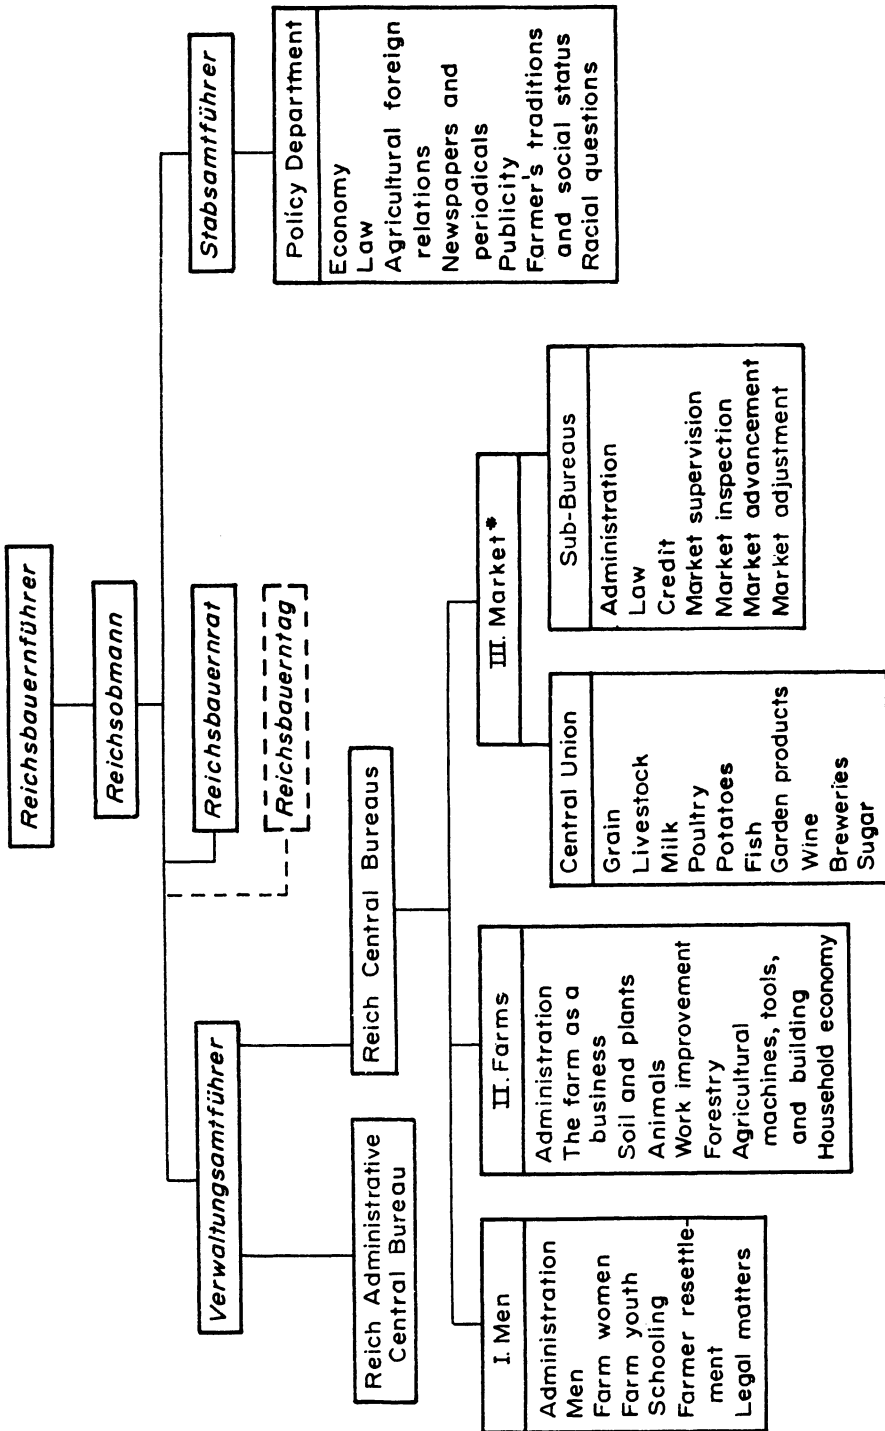 Reichsbauernführer
Reichsobmann
Reichsbauernrat
Reichsbauerntag
Verwaltungsamtführer
Stabsamtführer
Reich Administrative
Central Bureau
Reich Central Bureaus
Policy Department
Economy
Law
Agricultural foreign
relations
Newspapers and
periodicals
Publicity
Farmer's traditions
and social status
Racial questions
I. Men
Administration
Men
Farm women
Farm youth
Schooling
Farmer resettle-
ment
Legal matters
II. Farms
Administration
The farm as a
business
Soil and plants
Animals
Work improvement
Forestry
Agricultural
machines, tools,
and building
Household economy
III. Market*
Central Union
Grain
Livestock
Milk
Poultry
Potatoes
Fish
Garden products
Wine
Breweries
Sugar
Sub-Bureaus
Administration
Law
Credit
Market supervision
Market inspection
Market advancement
Market adjustment